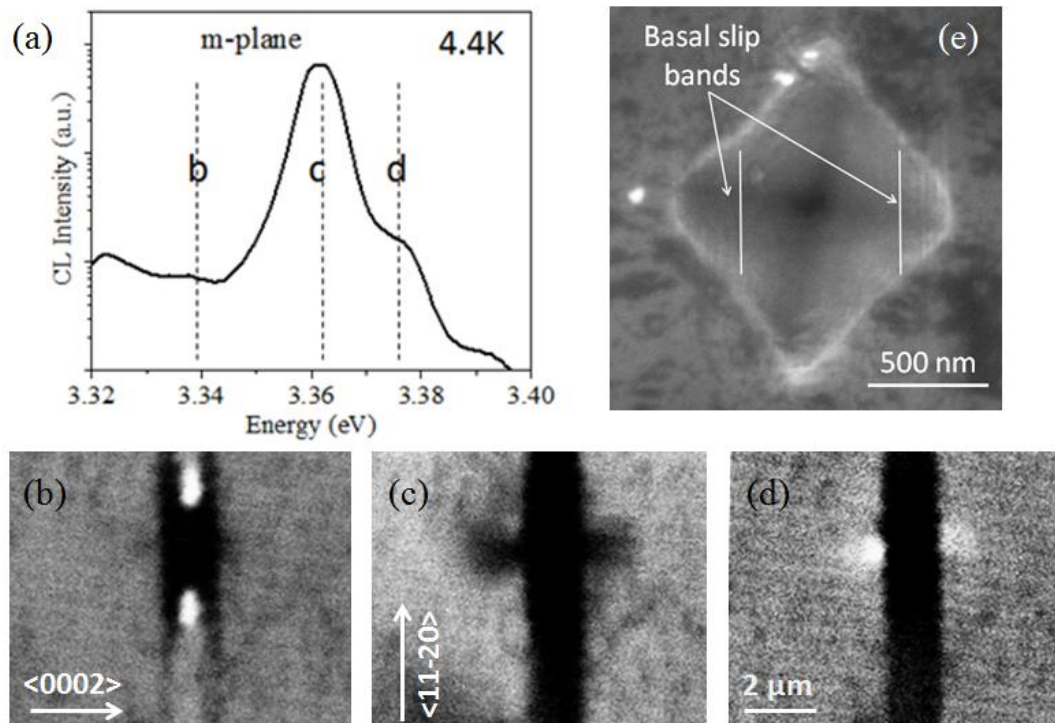 (a)
m-plane
4.4K
b
c
d
CL Intensity (a.u.)
3.32
3.34
3.36
3.38
3.40
Energy (eV)
(e)
Basal slip
bands
500 nm
(b)
<0002>
(c)
<11-20>
(d)
2 μm